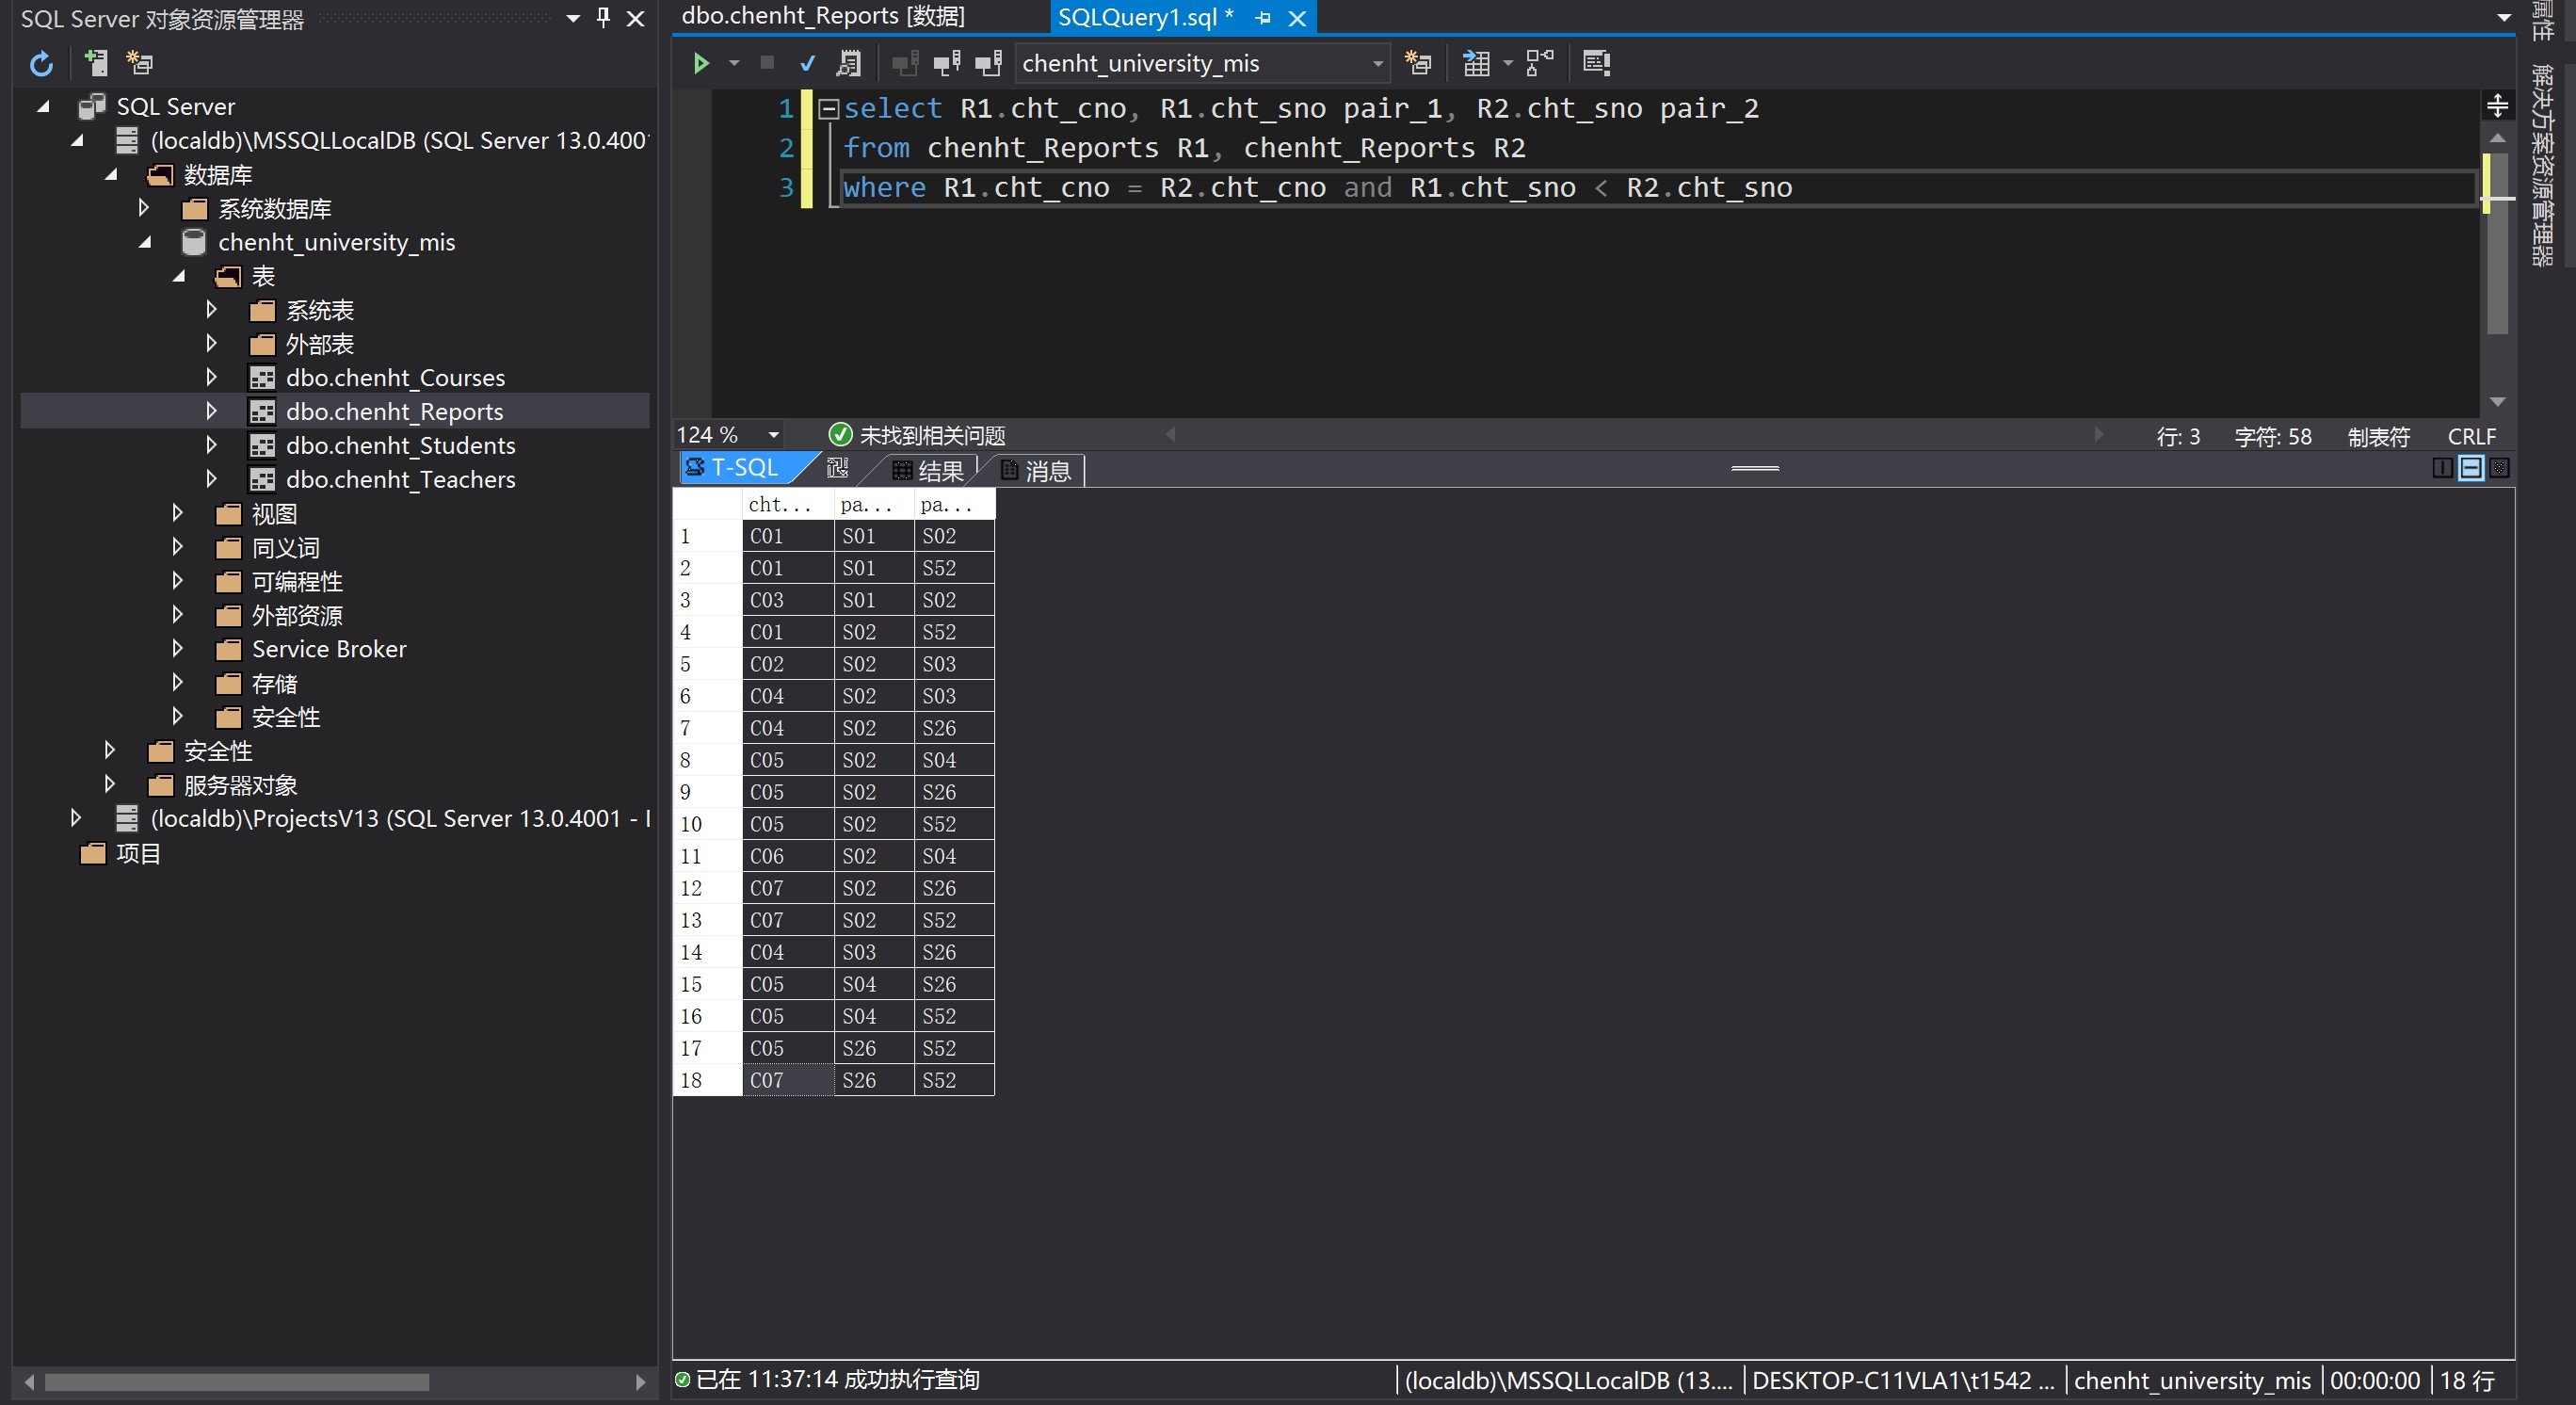 SQL Server 对象资源管理器
SQL Server
(localdb)\MSSQLLocalDB (SQL Server 13.0.400
数据库
系统数据库
chenht_university_mis
表
系统表
外部表
dbo.chenht_Courses
dbo.chenht_Reports
dbo.chenht_Students
dbo.chenht_Teachers
视图
同义词
可编程性
外部资源
Service Broker
存储
安全性
安全性
服务器对象
(localdb)\ProjectsV13 (SQL Server 13.0.4001 - I
项目
dbo.chenht_Reports [数据]
SQLQuery1.sql *
chenht_university_mis
1 select R1.cht_cno, R1.cht_sno pair_1, R2.cht_sno pair_2
2 from chenht_Reports R1, chenht_Reports R2
3 where R1.cht_cno = R2.cht_cno and R1.cht_sno < R2.cht_sno
124 % 未找到相关问题 行: 3 字符: 58 制表符 CRLF
T-SQL 结果 消息
cht... pa... pa...
1 C01 S01 S02
2 C01 S01 S52
3 C03 S01 S02
4 C01 S02 S52
5 C02 S02 S03
6 C04 S02 S03
7 C04 S02 S26
8 C05 S02 S04
9 C05 S02 S26
10 C05 S02 S52
11 C06 S02 S04
12 C07 S02 S26
13 C07 S02 S52
14 C04 S03 S26
15 C05 S04 S26
16 C05 S04 S52
17 C05 S26 S52
18 C07 S26 S52
已在 11:37:14 成功执行查询 (localdb)\MSSQLLocalDB (13.... DESKTOP-C11VLA1\t1542 ... chenht_university_mis 00:00:00 18 行
属性
解决方案资源管理器